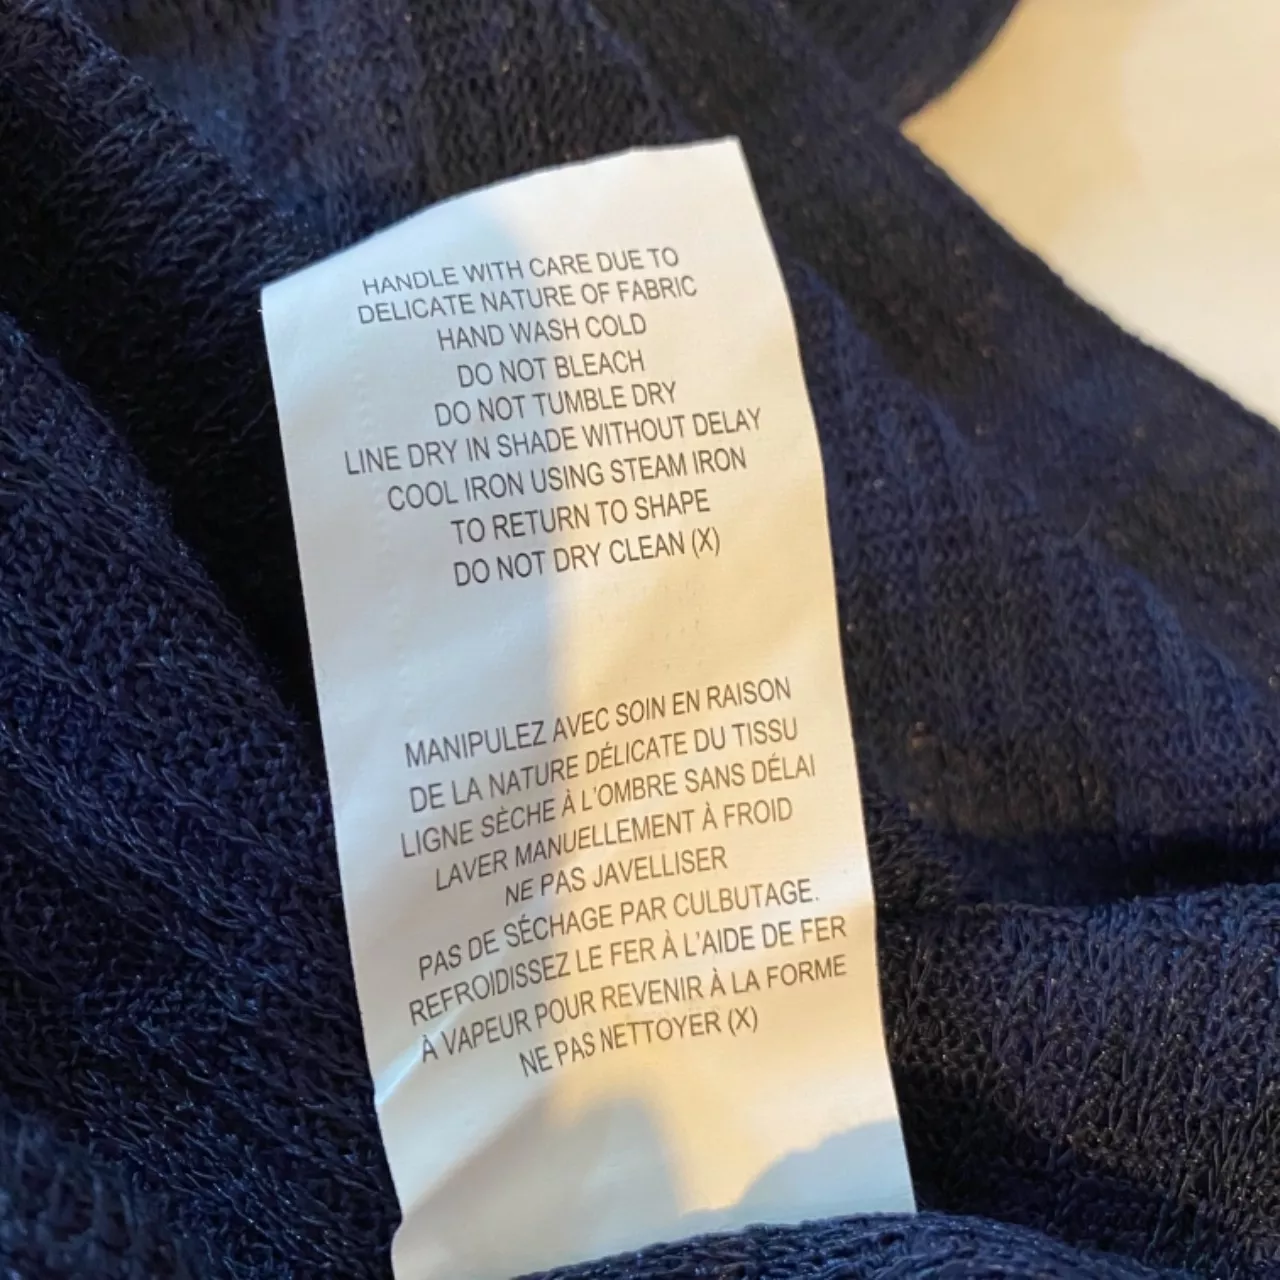 HANDLE WITH CARE DUE TO
DELICATE NATURE OF FABRIC
HAND WASH COLD
DO NOT BLEACH
DO NOT TUMBLE DRY
LINE DRY IN SHADE WITHOUT DELAY
COOL IRON USING STEAM IRON
TO RETURN TO SHAPE
DO NOT DRY CLEAN (X)
MANIPULEZ AVEC SOIN EN RAISON
DE LA NATURE DÉLICATE DU TISSU
LIGNE SÈCHE À L'OMBRE SANS DÉLAI
LAVER MANUELLEMENT À FROID
NE PAS JAVELLISER
PAS DE SÉCHAGE PAR CULBUTAGE.
REFROIDISSEZ LE FER À L'AIDE DE FER
À VAPEUR POUR REVENIR À LA FORME
NE PAS NETTOYER (X)